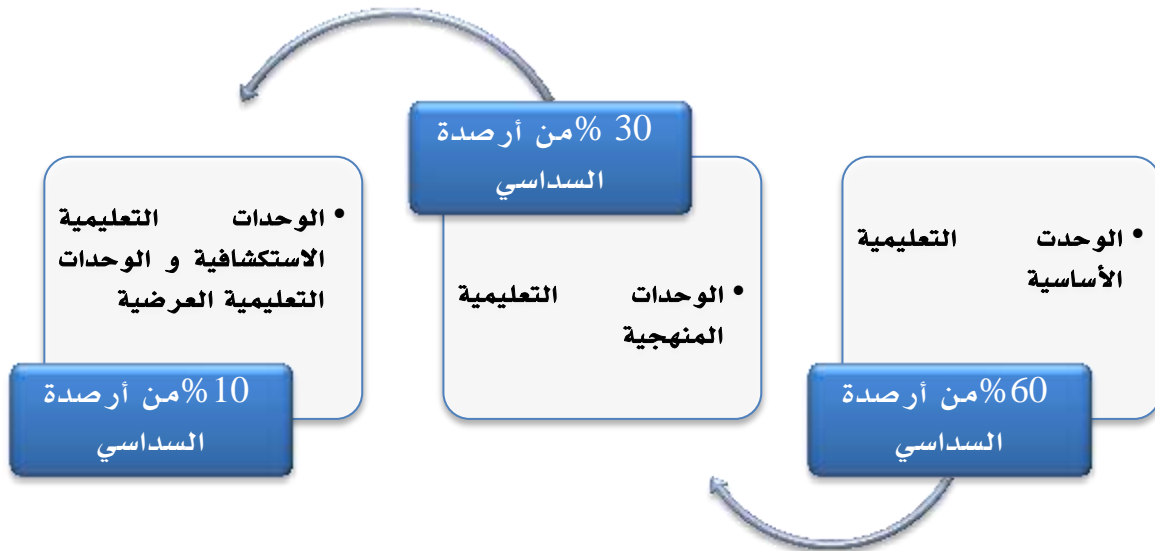 • الوحدت التعليمية
الأساسية
60%من أرصدة
السداسي
30 %من أرصدة
السداسي
• الوحدات التعليمية
المنهجية
• الوحدات التعليمية
الاستكشافية و الوحدات
التعليمية العرضية
10%من أرصدة
السداسي